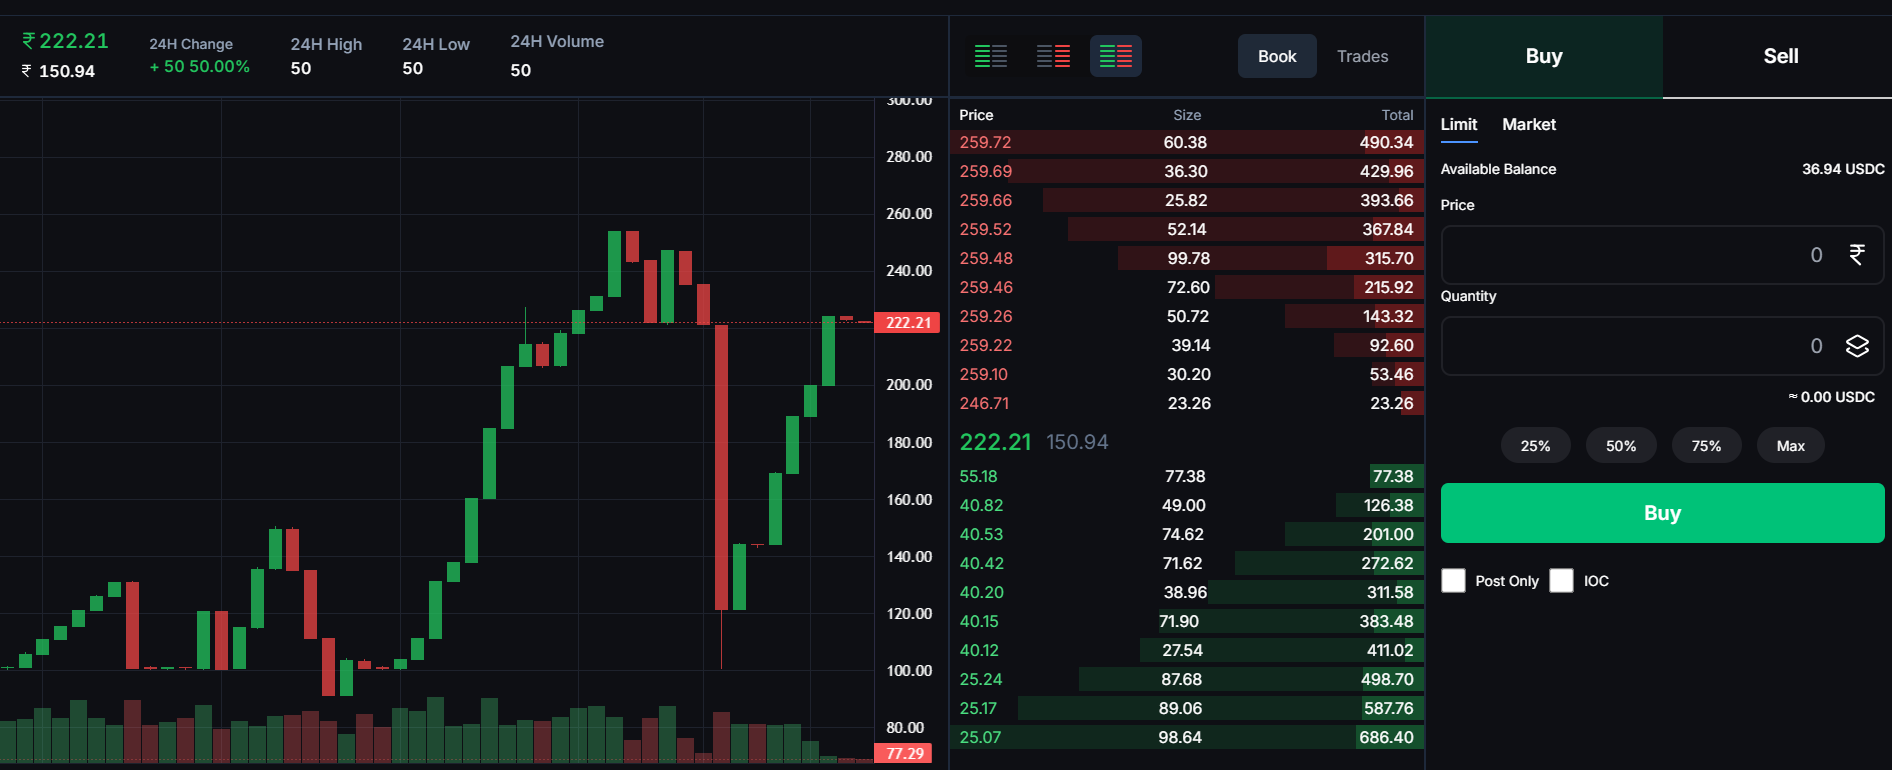 ₹ 222.21
₹ 150.94
24H Change
+ 50 50.00%
24H High
50
24H Low
50
24H Volume
50
300.00
280.00
260.00
240.00
222.21
200.00
180.00
160.00
140.00
120.00
100.00
80.00
77.29
Book Trades
Price Size Total
259.72 60.38 490.34
259.69 36.30 429.96
259.66 25.82 393.66
259.52 52.14 367.84
259.48 99.78 315.70
259.46 72.60 215.92
259.26 50.72 143.32
259.22 39.14 92.60
259.10 30.20 53.46
246.71 23.26 23.26
222.21 150.94
55.18 77.38 77.38
40.82 49.00 126.38
40.53 74.62 201.00
40.42 71.62 272.62
40.20 38.96 311.58
40.15 71.90 383.48
40.12 27.54 411.02
25.24 87.68 498.70
25.17 89.06 587.76
25.07 98.64 686.40
Buy Sell
Limit Market
Available Balance 36.94 USDC
Price
0 ₹
Quantity
0
≈ 0.00 USDC
25% 50% 75% Max
Buy
Post Only IOC